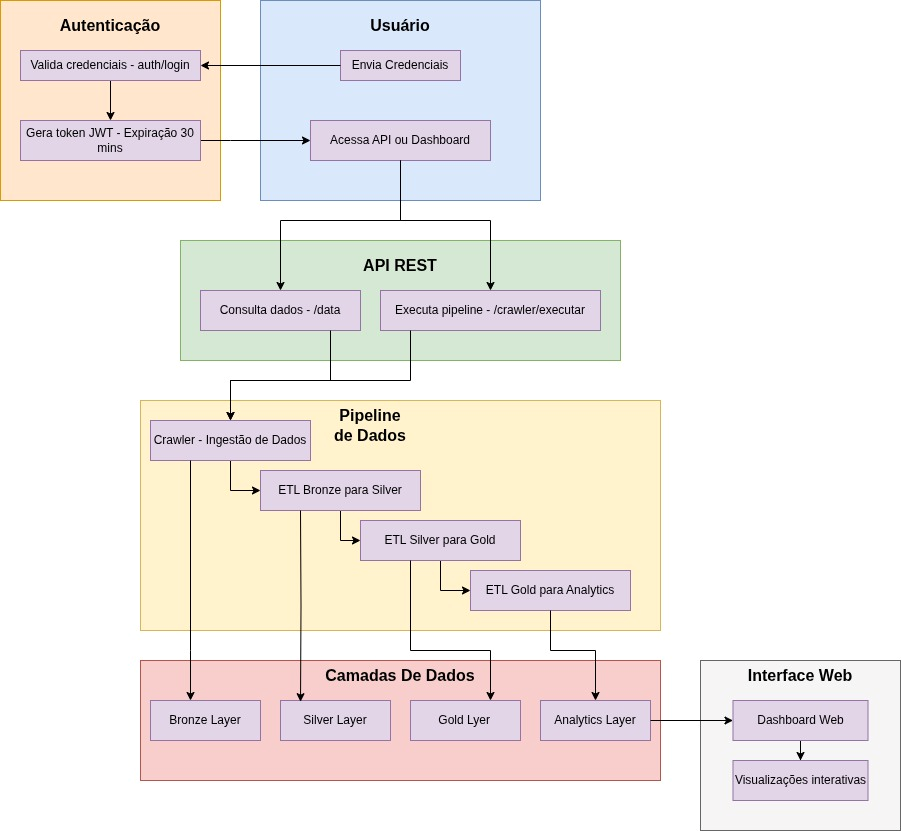 Autenticação
Valida credenciais - auth/login
Gera token JWT - Expiração 30
mins
Usuário
Envia Credenciais
Acessa API ou Dashboard
API REST
Consulta dados - /data
Executa pipeline - /crawler/executar
Pipeline
de Dados
Crawler - Ingestão de Dados
ETL Bronze para Silver
ETL Silver para Gold
ETL Gold para Analytics
Camadas De Dados
Bronze Layer
Silver Layer
Gold Lyer
Analytics Layer
Interface Web
Dashboard Web
Visualizações interativas